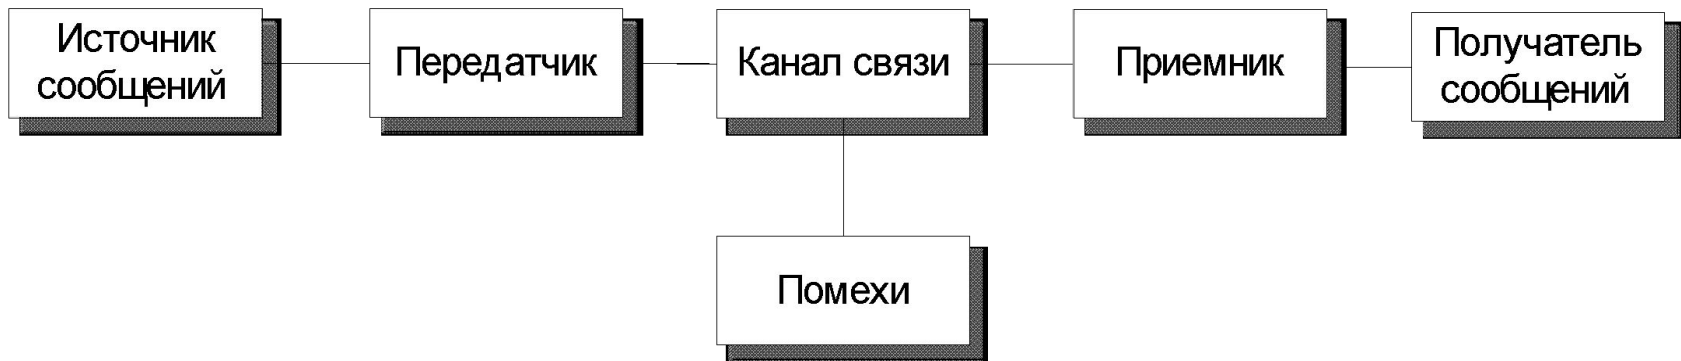 Источник
сообщений
Передатчик
Канал связи
Приемник
Получатель
сообщений
Помехи